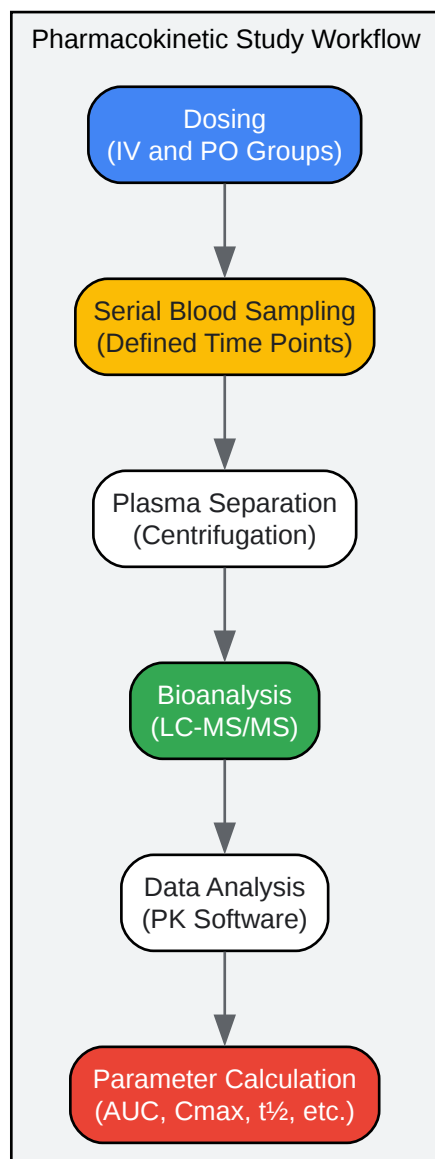 Pharmacokinetic Study Workflow
Dosing
(IV and PO Groups)
Serial Blood Sampling
(Defined Time Points)
Plasma Separation
(Centrifugation)
Bioanalysis
(LC-MS/MS)
Data Analysis
(PK Software)
Parameter Calculation
(AUC, Cmax, t½, etc.)